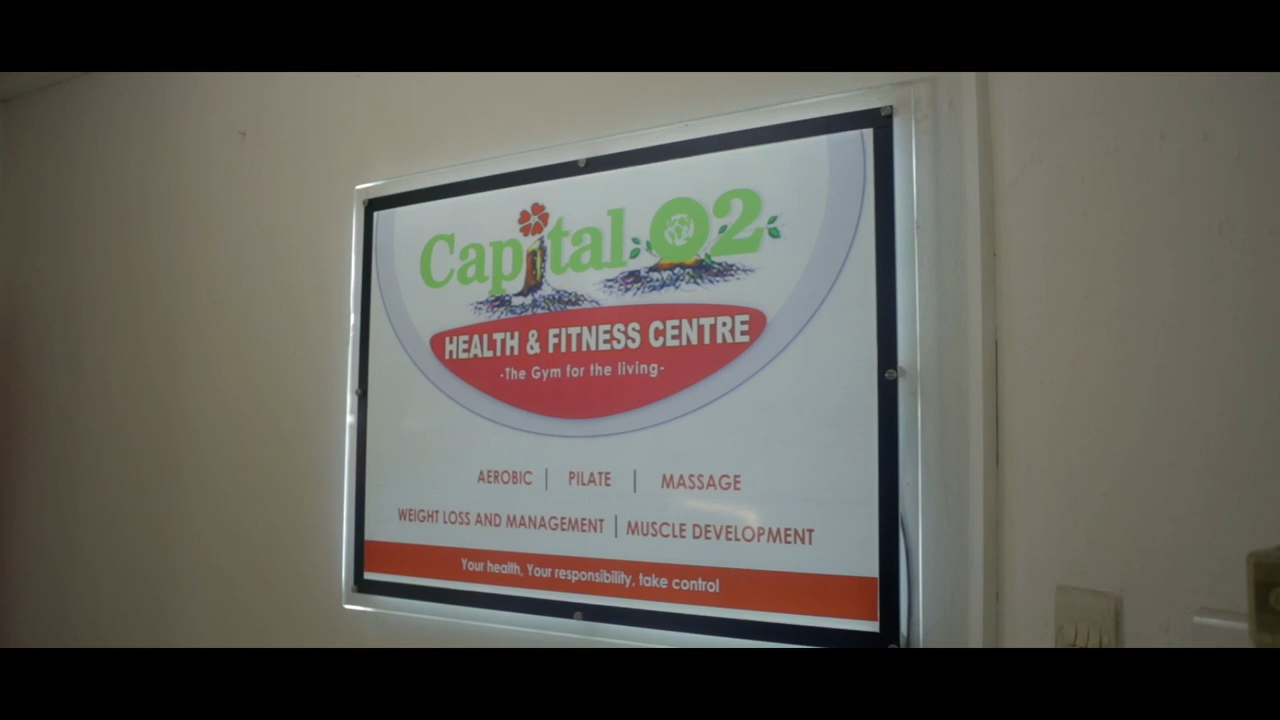 Capital O2
HEALTH & FITNESS CENTRE
-The Gym for the living-
AEROBIC | PILATE | MASSAGE
WEIGHT LOSS AND MANAGEMENT | MUSCLE DEVELOPMENT
Your health, Your responsibility, take control